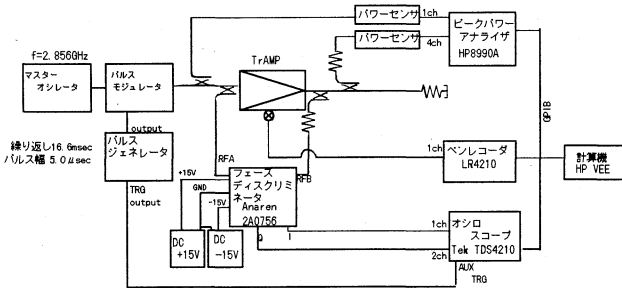 f=2.856GHz
マスター
オシレータ
パルス
モジュレータ
output
繰り返し16.6msec
パルス幅 5.0μsec
パルス
ジェネレータ
TRG
output
TrAMP
パワーセンサ
1ch
パワーセンサ
4ch
ピークパワー
アナライザ
HP8990A
GPIB
1ch
ペンレコーダ
LR4210
計算機
HP VEE
RFA
RFB
+15V
GND
-15V
フェーズ
ディスクリミ
ネータ
Anaren
2A0756
Q
I
DC
+15V
DC
-15V
1ch
2ch
オシロ
スコープ
Tek TDS4210
AUX
TRG